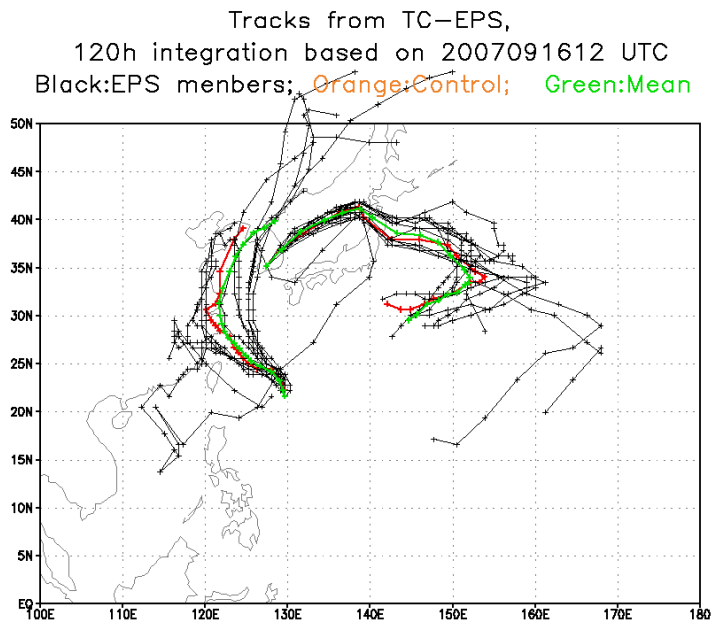 Tracks from TC-EPS,
120h integration based on 2007091612 UTC
Black:EPS menbers; Orange:Control; Green:Mean
50N
45N
40N
35N
30N
25N
20N
15N
10N
5N
EQ
100E 110E 120E 130E 140E 150E 160E 170E 180